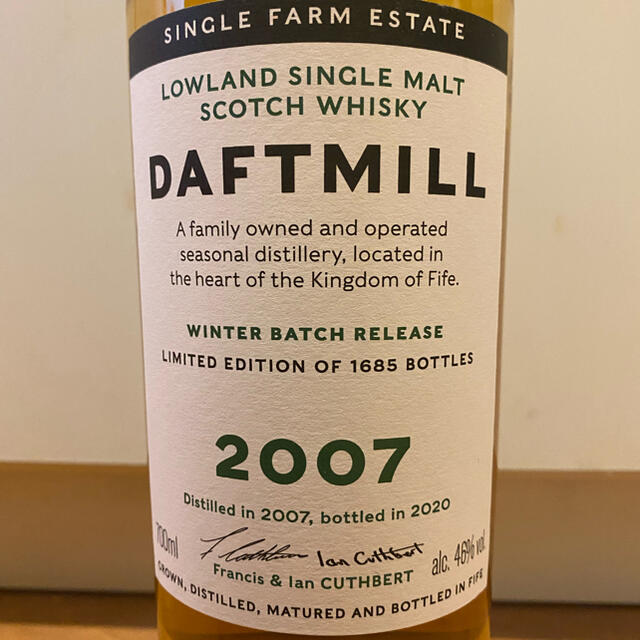 SINGLE FARM ESTATE
LOWLAND SINGLE MALT
SCOTCH WHISKY
DAFTMILL
A family owned and operated
seasonal distillery, located in
the heart of the Kingdom of Fife.
WINTER BATCH RELEASE
LIMITED EDITION OF 1685 BOTTLES
2007
Distilled in 2007, bottled in 2020
700ml
F Cuthbert Ian Cuthbert
alc. 46% vol.
Francis & Ian CUTHBERT
GROWN, DISTILLED, MATURED AND BOTTLED IN FIFE